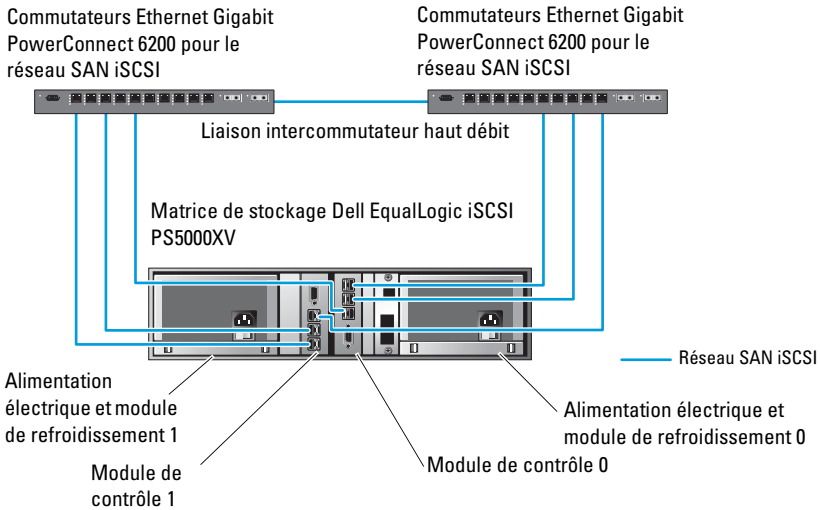 Commutateurs Ethernet Gigabit
PowerConnect 6200 pour le
réseau SAN iSCSI
Commutateurs Ethernet Gigabit
PowerConnect 6200 pour le
réseau SAN iSCSI
Liaison intercommutateur haut débit
Matrice de stockage Dell EqualLogic iSCSI
PS5000XV
Réseau SAN iSCSI
Alimentation
électrique et module
de refroidissement 1
Alimentation électrique et
module de refroidissement 0
Module de
contrôle 1
Module de contrôle 0